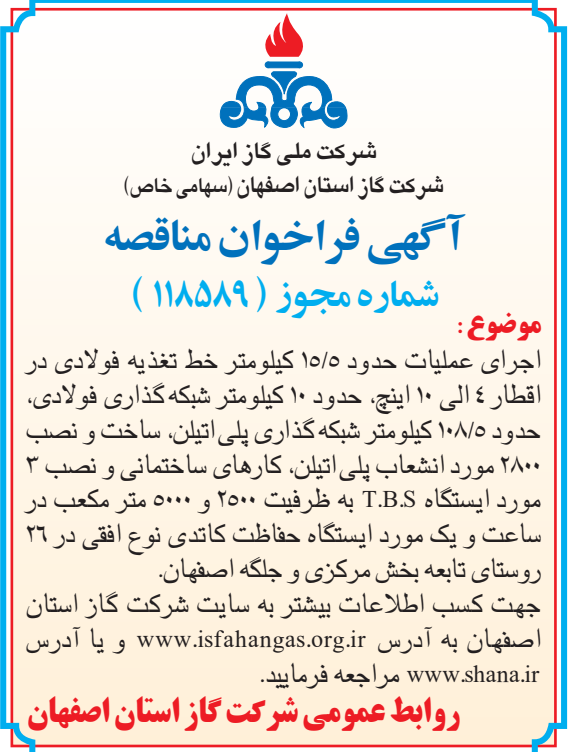 شرکت ملی گاز ایران
شرکت گاز استان اصفهان (سهامی خاص)
آگهی فراخوان مناقصه
شماره مجوز ( ۱۱۸۵۸۹ )
موضوع :
اجرای عملیات حدود ۱۵/۵ کیلومتر خط تغذیه فولادی در
اقطار ٤ الی ۱۰ اینچ، حدود ۱۰ کیلومتر شبکه گذاری فولادی،
حدود ۱۰۸/۵ کیلومتر شبکه گذاری پلی‌اتیلن، ساخت و نصب
۲۸۰۰ مورد انشعاب پلی‌اتیلن، کارهای ساختمانی و نصب ۳
مورد ایستگاه T.B.S به ظرفیت ۲۵۰۰ و ۵۰۰۰ متر مکعب در
ساعت و یک مورد ایستگاه حفاظت کاتدی نوع افقی در ۲٦
روستای تابعه بخش مرکزی و جلگه اصفهان.
جهت کسب اطلاعات بیشتر به سایت شرکت گاز استان
اصفهان به آدرس www.isfahangas.org.ir و یا آدرس
www.shana.ir مراجعه فرمایید.
روابط عمومی شرکت گاز استان اصفهان